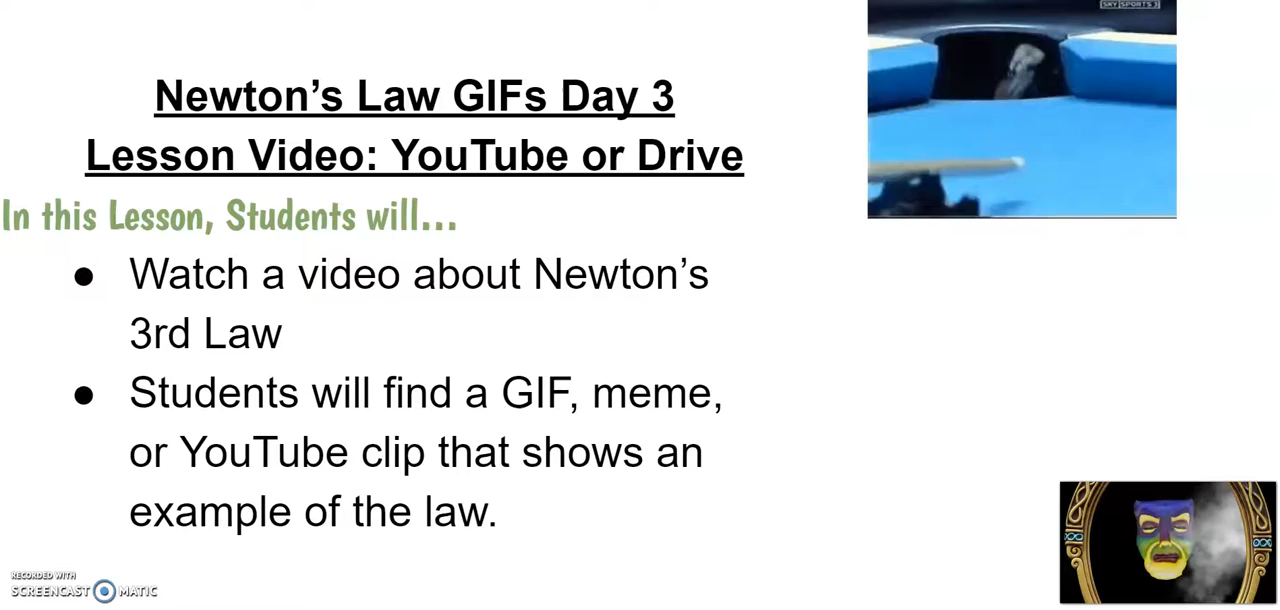 SKY SPORTS 3
Newton’s Law GIFs Day 3
Lesson Video: YouTube or Drive
In this Lesson, Students will...
● Watch a video about Newton’s
3rd Law
● Students will find a GIF, meme,
or YouTube clip that shows an
example of the law.
RECORDED WITH
SCREENCAST MATIC